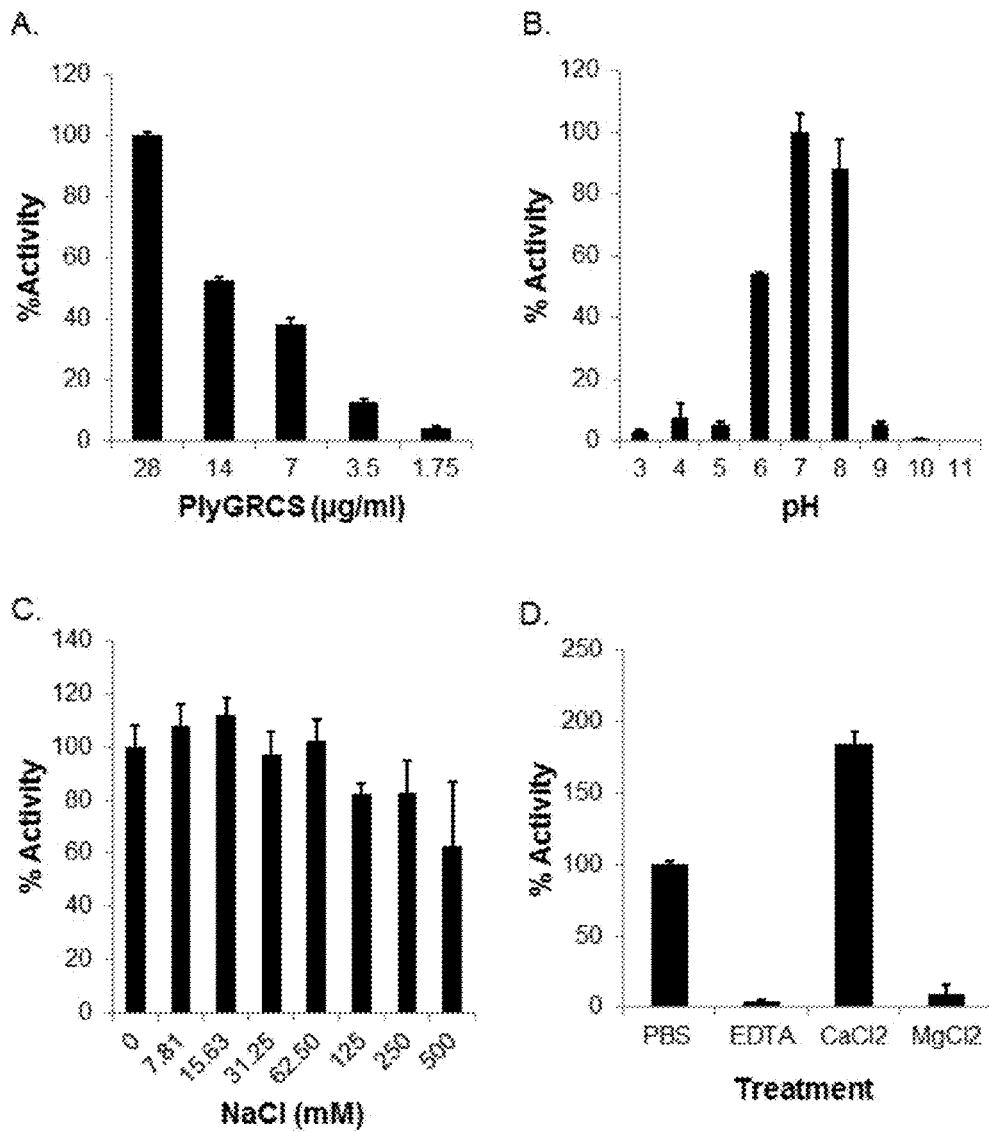 A.
120
100
80
60
40
20
0
%Activity
28 14 7 3.5 1.75
PlyGRCS (µg/ml)
B.
120
100
80
60
40
20
0
% Activity
3 4 5 6 7 8 9 10 11
pH
C.
140
120
100
80
60
40
20
0
% Activity
0 7.81 15.63 31.25 62.50 125 250 500
NaCl (mM)
D.
250
200
150
100
50
0
% Activity
PBS EDTA CaCl2 MgCl2
Treatment